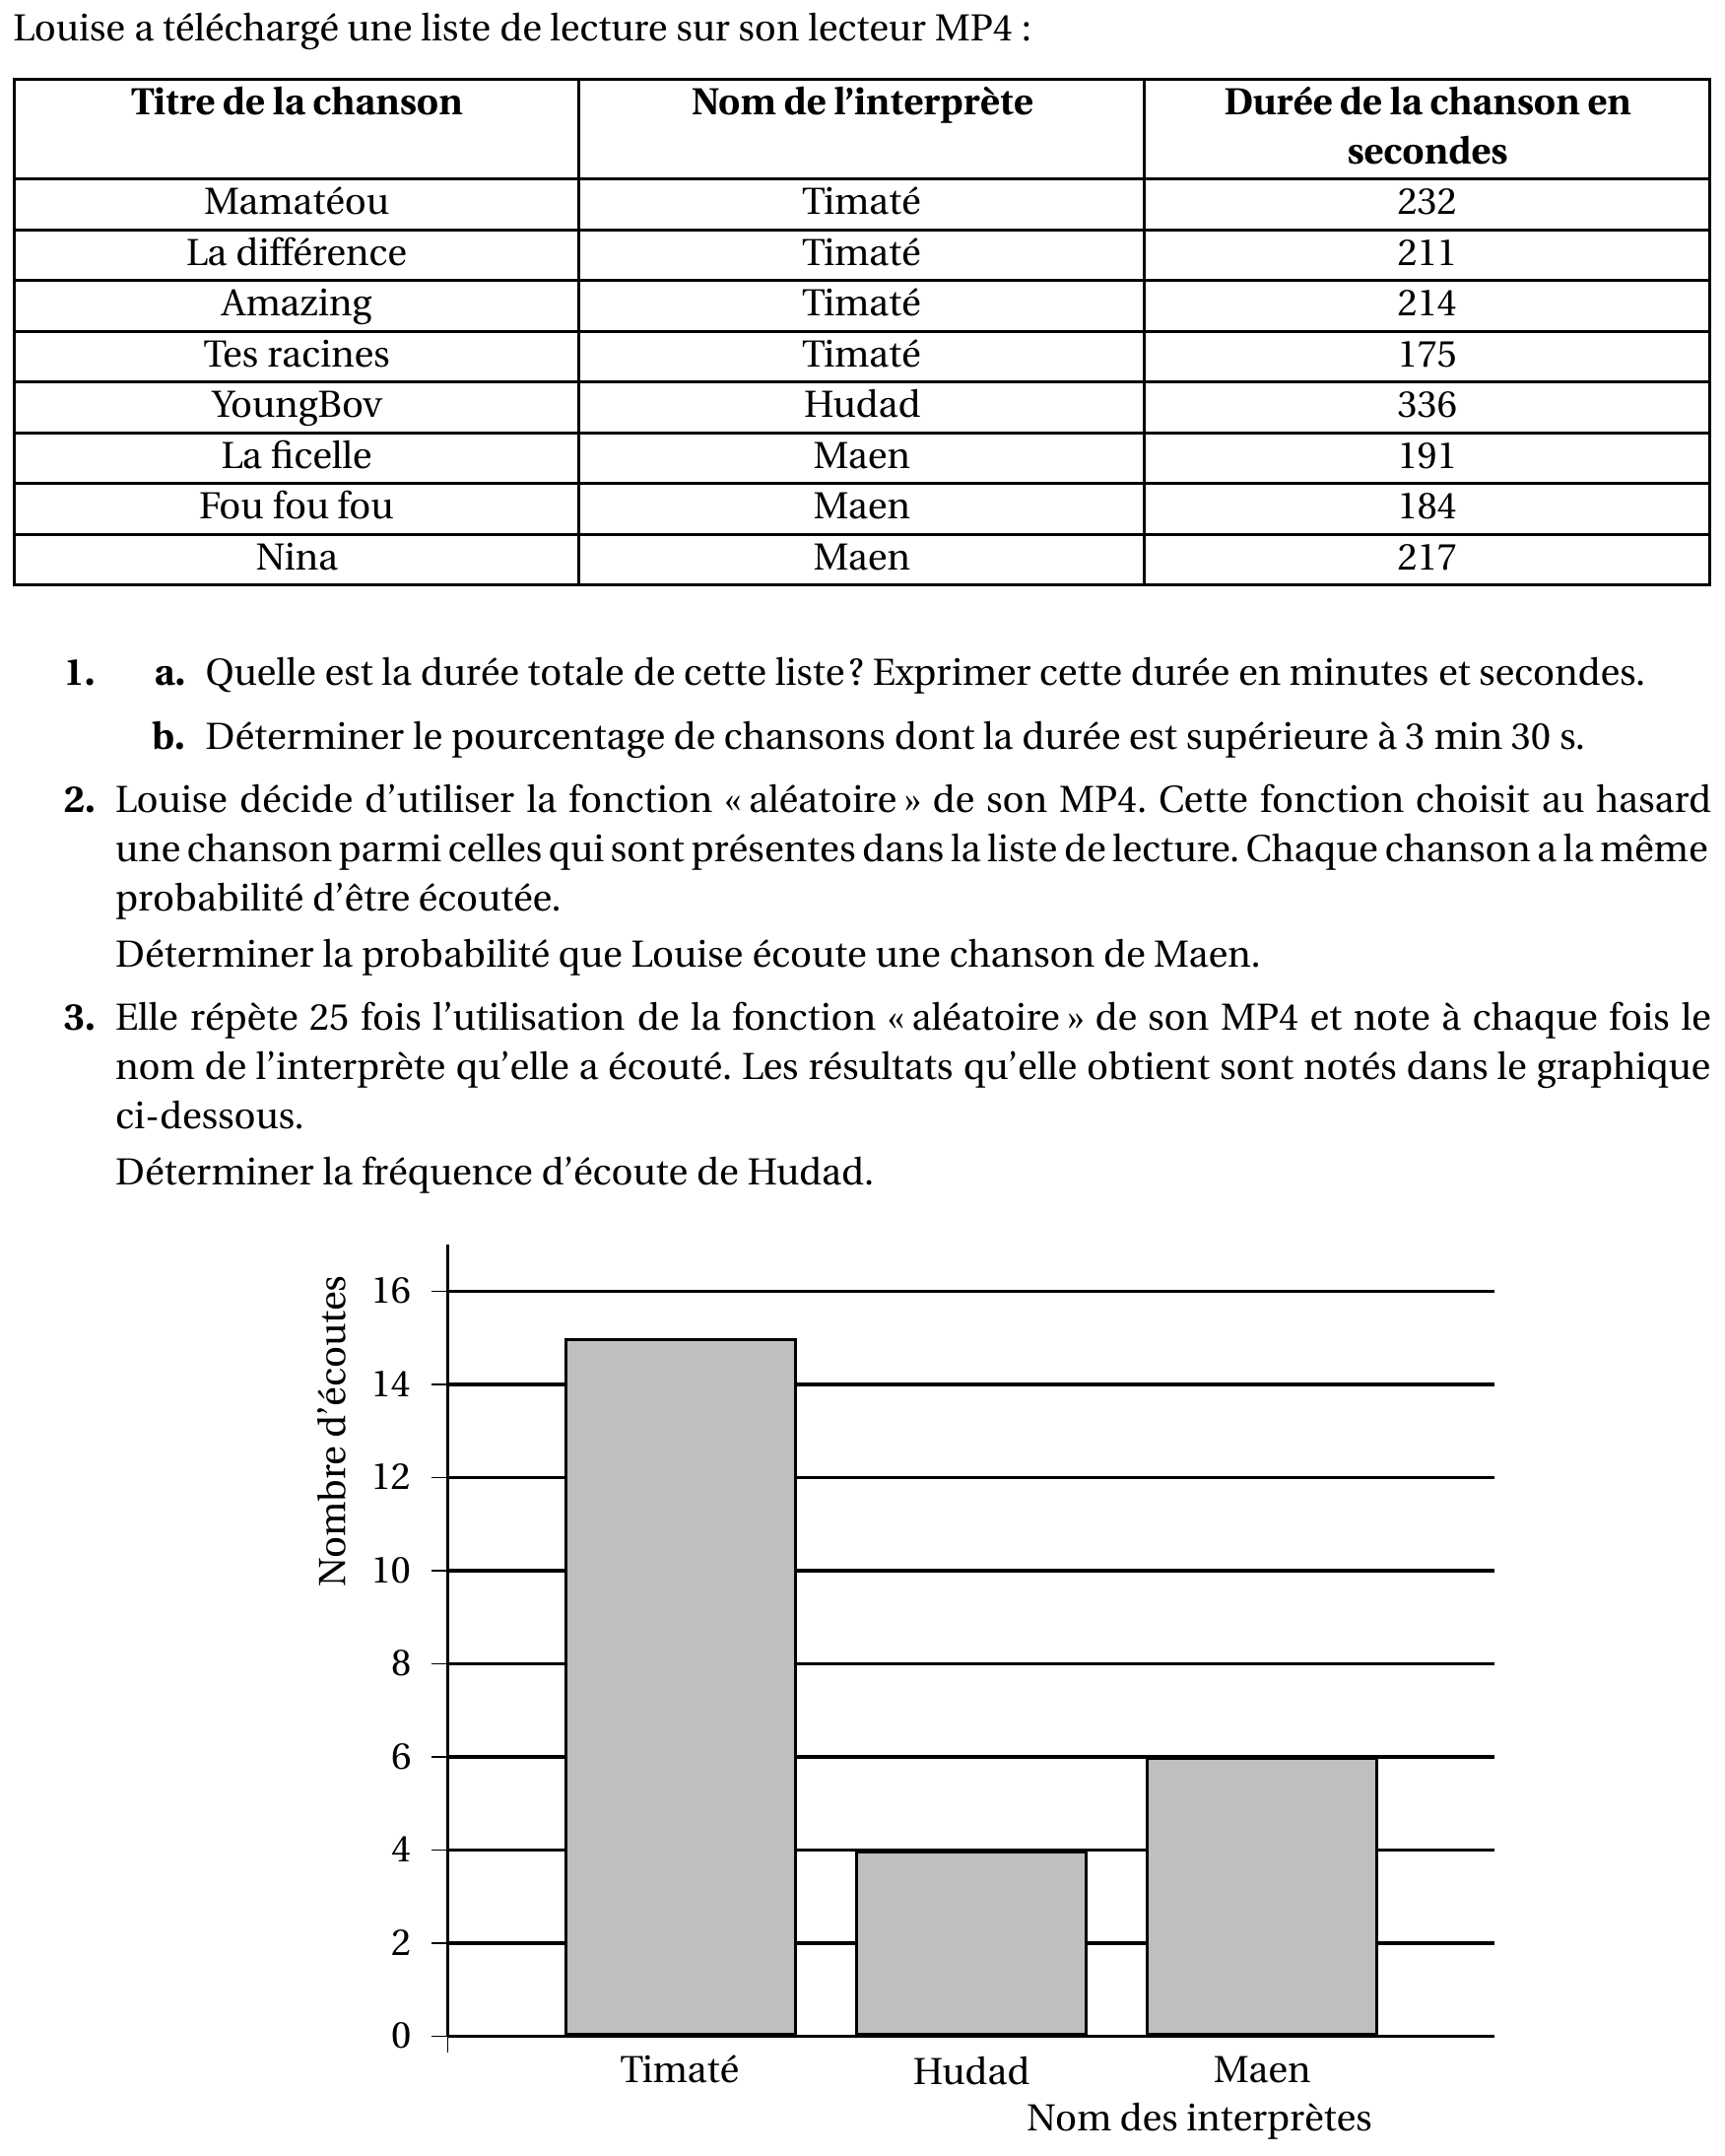 Louise a téléchargé une liste de lecture sur son lecteur MP4 :
Titre de la chanson Nom de l'interprète Durée de la chanson en
secondes
Mamatéou Timaté 232
La différence Timaté 211
Amazing Timaté 214
Tes racines Timaté 175
YoungBov Hudad 336
La ficelle Maen 191
Fou fou fou Maen 184
Nina Maen 217
1. a. Quelle est la durée totale de cette liste ? Exprimer cette durée en minutes et secondes.
b. Déterminer le pourcentage de chansons dont la durée est supérieure à 3 min 30 s.
2. Louise décide d'utiliser la fonction « aléatoire » de son MP4. Cette fonction choisit au hasard
une chanson parmi celles qui sont présentes dans la liste de lecture. Chaque chanson a la même
probabilité d'être écoutée.
Déterminer la probabilité que Louise écoute une chanson de Maen.
3. Elle répète 25 fois l'utilisation de la fonction « aléatoire » de son MP4 et note à chaque fois le
nom de l'interprète qu'elle a écouté. Les résultats qu'elle obtient sont notés dans le graphique
ci-dessous.
Déterminer la fréquence d'écoute de Hudad.
Nombre d'écoutes
16
14
12
10
8
6
4
2
0
Timaté Hudad Maen
Nom des interprètes